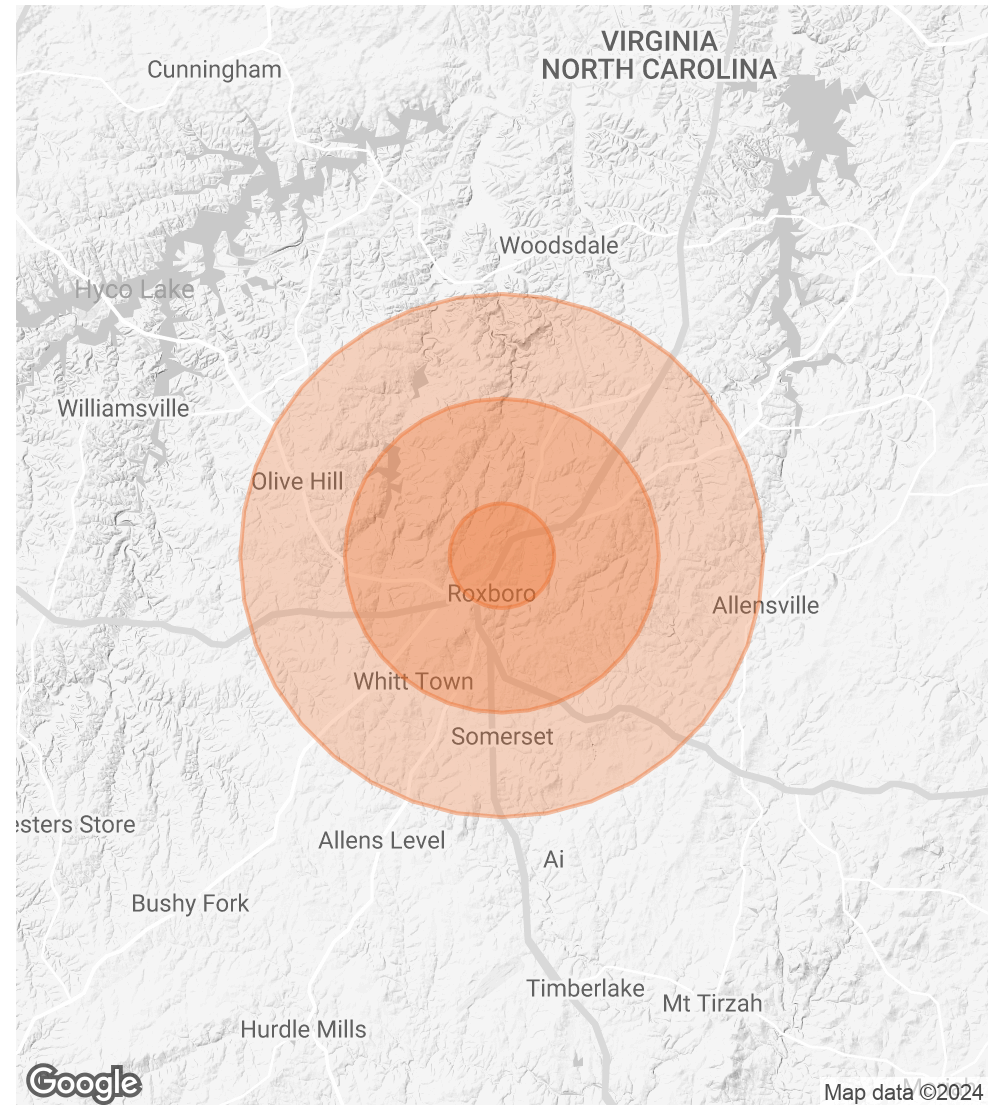 VIRGINIA
NORTH CAROLINA
Cunningham
Woodsdale
Hyco Lake
Williamsville
Olive Hill
Roxboro
Allensville
Whitt Town
Somerset
esters Store
Allens Level
Ai
Bushy Fork
Timberlake
Mt Tirzah
Hurdle Mills
Google
Map data ©2024